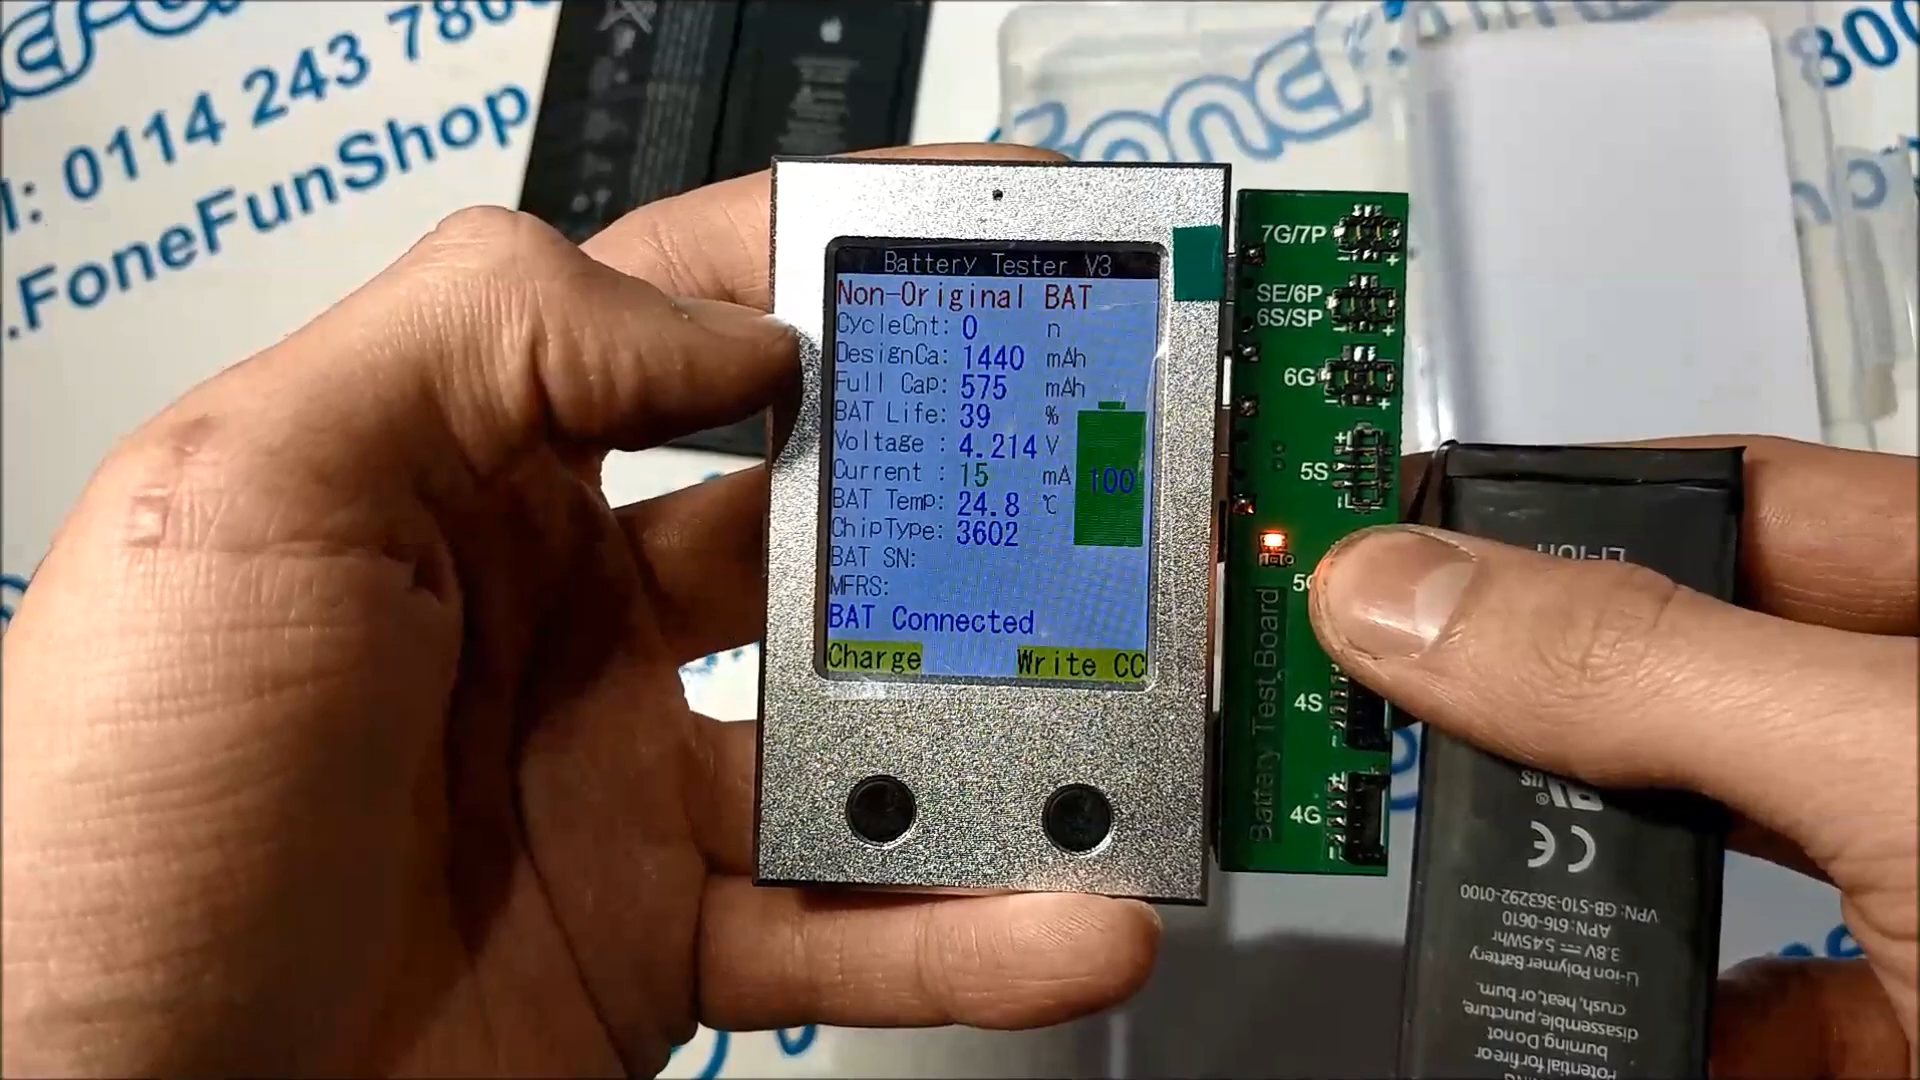 0114 243
.FoneFunShop
Battery Tester V3
Non-Original BAT
CycleCnt: 0 n
DesignCa: 1440 mAh
Full Cap: 575 mAh
BAT Life: 39 %
Voltage : 4.214 V
Current : 15 mA
100
BAT Temp: 24.8 ℃
ChipType: 3602
BAT SN:
MFRS:
BAT Connected
Charge Write CC
7G/7P
SE/6P
6S/SP
6G
5S
4S
4G
Battery Test Board
Li-ion
CE
VPN: GB-S10-363292-0100
APN: 616-0610
3.8V 5.45Whr
Li-ion Polymer Battery
crush, heat, or burn.
disassemble, puncture
burning. Do not
Potential for fire or